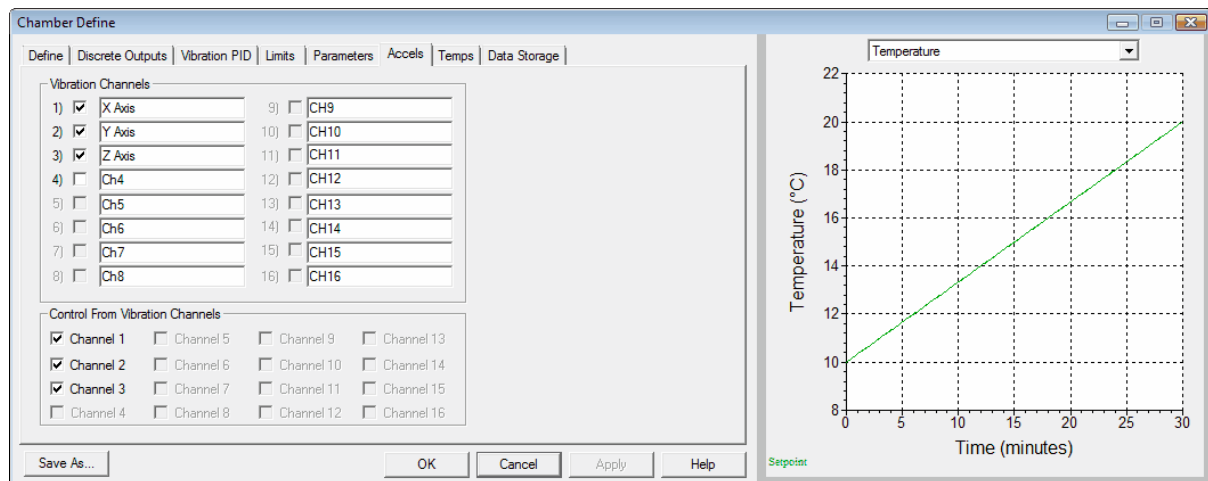 Chamber Define
Define Discrete Outputs Vibration PID Limits Parameters Accels Temps Data Storage
Vibration Channels
1) X Axis 9) CH9
2) Y Axis 10) CH10
3) Z Axis 11) CH11
4) Ch4 12) CH12
5) Ch5 13) CH13
6) Ch6 14) CH14
7) Ch7 15) CH15
8) Ch8 16) CH16
Control From Vibration Channels
Channel 1 Channel 5 Channel 9 Channel 13
Channel 2 Channel 6 Channel 10 Channel 14
Channel 3 Channel 7 Channel 11 Channel 15
Channel 4 Channel 8 Channel 12 Channel 16
Save As... OK Cancel Apply Help
Temperature
Temperature (°C)
22
20
18
16
14
12
10
8
0 5 10 15 20 25 30
Time (minutes)
Setpoint